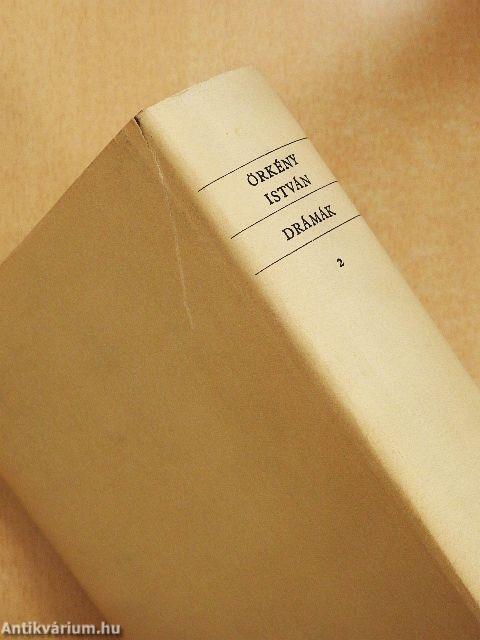 ÖRKÉNY
ISTVÁN
DRÁMÁK
2
Antikvárium.hu